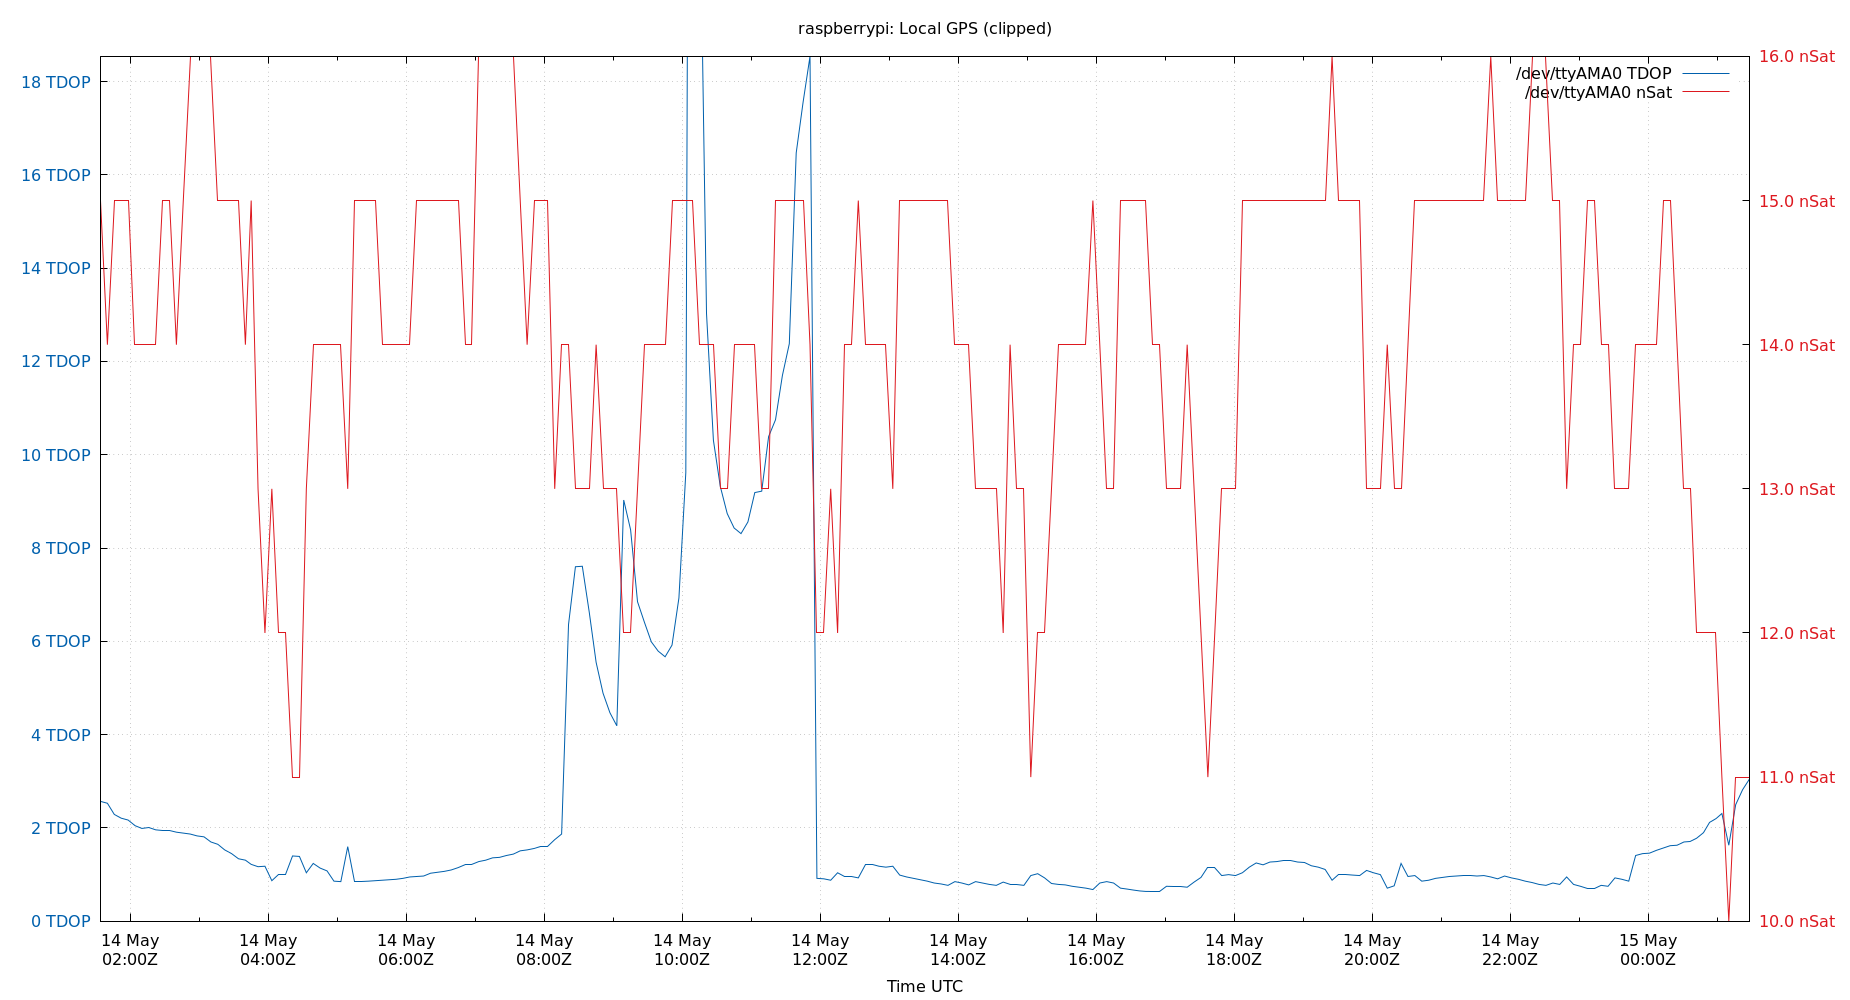 raspberrypi: Local GPS (clipped)
/dev/ttyAMA0 TDOP
/dev/ttyAMA0 nSat
18 TDOP
16 TDOP
14 TDOP
12 TDOP
10 TDOP
8 TDOP
6 TDOP
4 TDOP
2 TDOP
0 TDOP
16.0 nSat
15.0 nSat
14.0 nSat
13.0 nSat
12.0 nSat
11.0 nSat
10.0 nSat
14 May
02:00Z
14 May
04:00Z
14 May
06:00Z
14 May
08:00Z
14 May
10:00Z
14 May
12:00Z
14 May
14:00Z
14 May
16:00Z
14 May
18:00Z
14 May
20:00Z
14 May
22:00Z
15 May
00:00Z
Time UTC